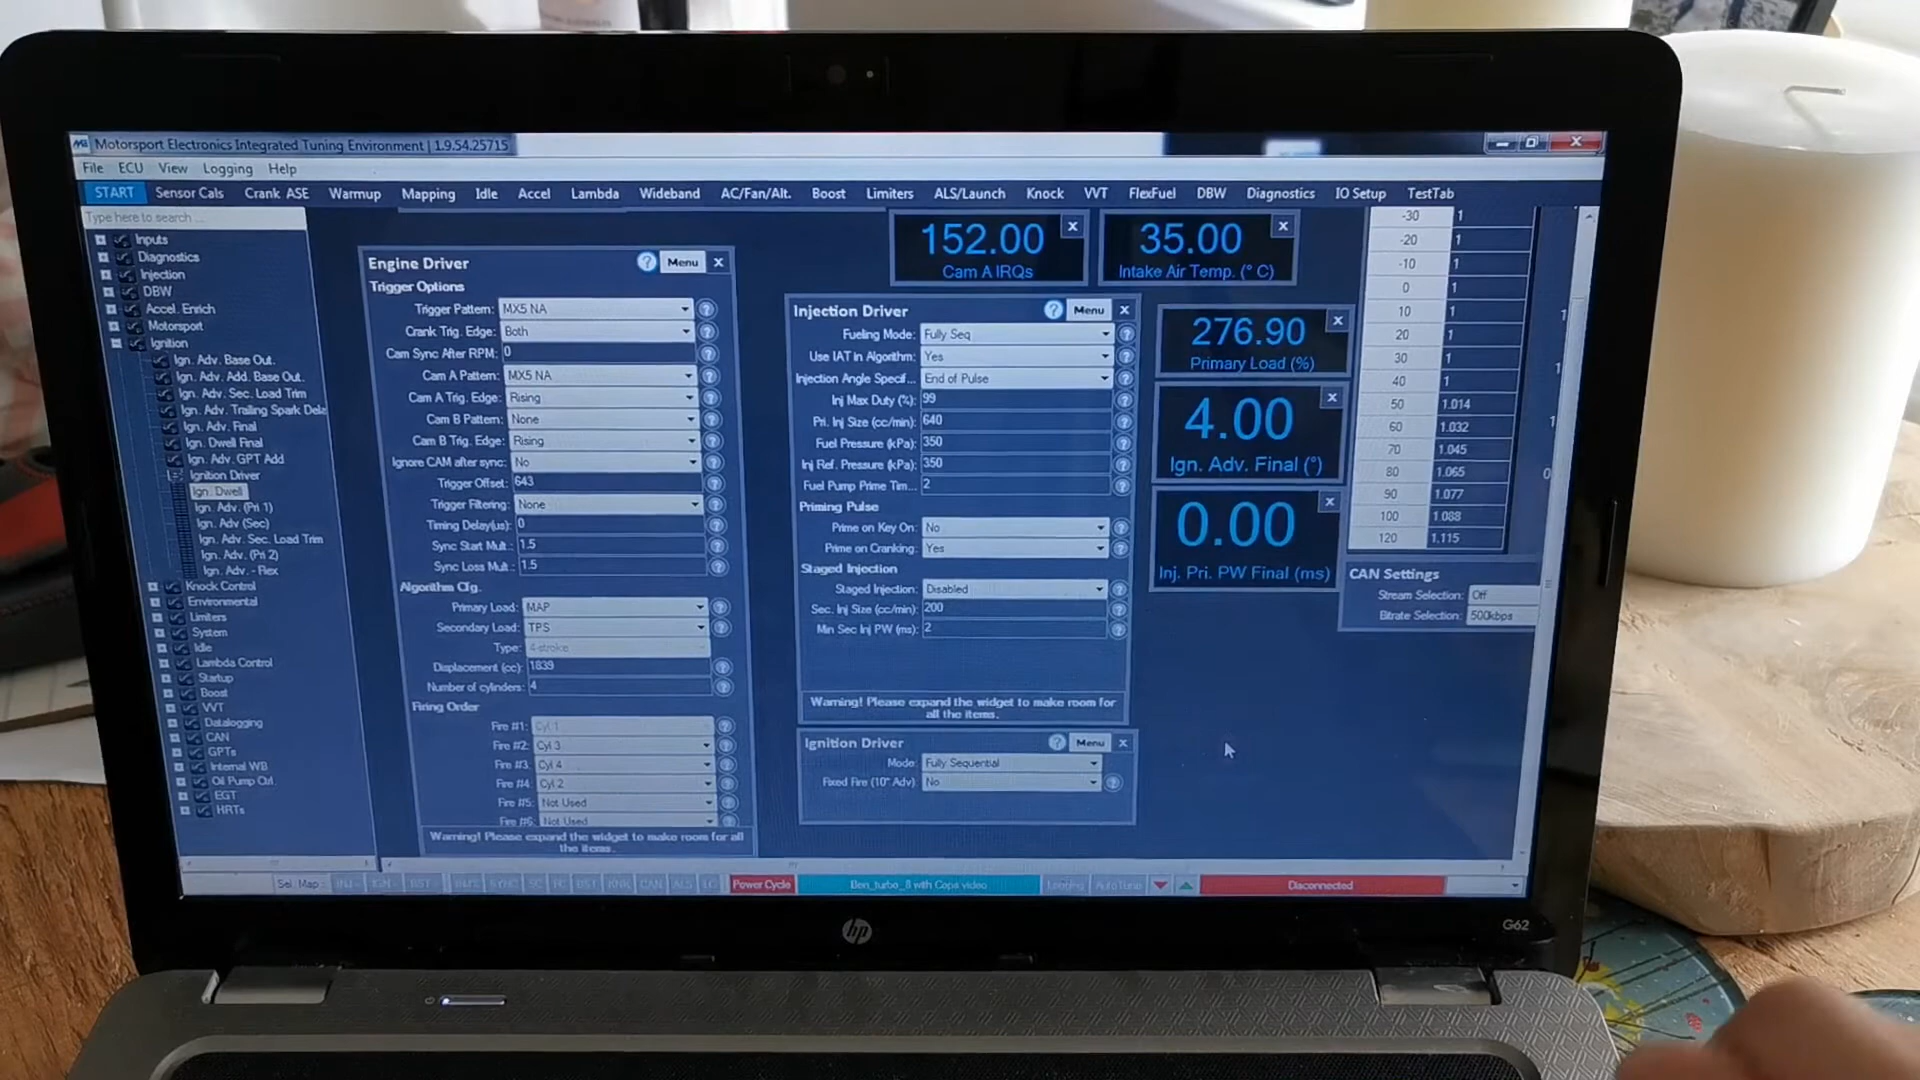 Motorsport Electronics Integrated Tuning Environment | 1.9.54.25715
File ECU View Logging Help
START Sensor Cals Crank ASE Warmup Mapping Idle Accel Lambda Wideband AC/Fan/Alt. Boost Limiters ALS/Launch Knock VVT FlexFuel DBW Diagnostics IO Setup TestTab
Type here to search ...
Inputs
Diagnostics
Injection
DBW
Accel. Enrich
Motorsport
Ignition
Ign. Adv. Base Out.
Ign. Adv. Add. Base Out.
Ign. Adv. Sec. Load Trim
Ign. Adv. Trailing Spark Dela
Ign. Adv. Final
Ign. Dwell Final
Ign. Adv. GPT Add
Ignition Driver
Ign. Dwell
Ign. Adv. (Pri 1)
Ign. Adv (Sec)
Ign. Adv. Sec. Load Trim
Ign. Adv. (Pri 2)
Ign. Adv. - Flex
Knock Control
Environmental
Limiters
System
Idle
Lambda Control
Startup
Boost
VVT
Datalogging
CAN
GPTs
Internal WB
Oil Pump Ctrl.
EGT
HRTs
Engine Driver ? Menu X
Trigger Options
Trigger Pattern: MX5 NA
Crank Trig. Edge: Both
Cam Sync After RPM: 0
Cam A Pattern: MX5 NA
Cam A Trig. Edge: Rising
Cam B Pattern: None
Cam B Trig. Edge: Rising
Ignore CAM after sync: No
Trigger Offset: 643
Trigger Filtering: None
Timing Delay(us): 0
Sync Start Mult.: 1.5
Sync Loss Mult.: 1.5
Algorithm Cfg.
Primary Load: MAP
Secondary Load: TPS
Type: 4-stroke
Displacement (cc): 1839
Number of cylinders: 4
Firing Order
Fire #1: Cyl 1
Fire #2: Cyl 3
Fire #3: Cyl 4
Fire #4: Cyl 2
Fire #5: Not Used
Fire #6: Not Used
Warning! Please expand the widget to make room for all
the items.
152.00 X
Cam A IRQs
35.00 X
Intake Air Temp. (° C)
Injection Driver ? Menu X
Fueling Mode: Fully Seq
Use IAT in Algorithm: Yes
Injection Angle Specif... End of Pulse
Inj Max Duty (%): 99
Pri. Inj Size (cc/min): 640
Fuel Pressure (kPa): 350
Inj Ref. Pressure (kPa): 350
Fuel Pump Prime Tim... 2
Priming Pulse
Prime on Key On: No
Prime on Cranking: Yes
Staged Injection
Staged Injection: Disabled
Sec. Inj Size (cc/min): 200
Min Sec Inj PW (ms): 2
Warning! Please expand the widget to make room for
all the items.
Ignition Driver ? Menu X
Mode: Fully Sequential
Fixed Fire (10° Adv): No
276.90 X
Primary Load (%)
4.00 X
Ign. Adv. Final (°)
0.00 X
Inj. Pri. PW Final (ms)
-30 1
-20 1
-10 1
0 1
10 1
20 1
30 1
40 1
50 1.014
60 1.032
70 1.045
80 1.065
90 1.077
100 1.088
120 1.115
CAN Settings
Stream Selection: Off
Bitrate Selection: 500kbps
Sel. Map: Power Cycle Ben_turbo_8 with Cops video Logging AutoTune Disconnected
hp
G62